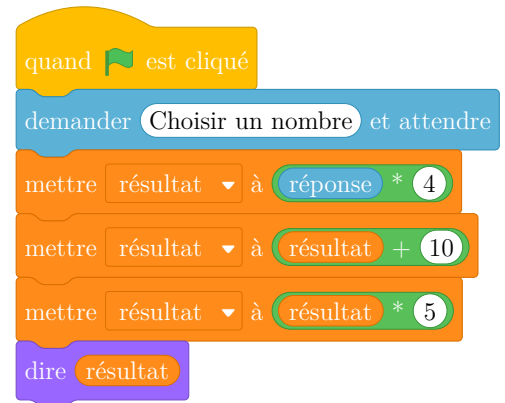 quand est cliqué
demander Choisir un nombre et attendre
mettre résultat à réponse * 4
mettre résultat à résultat + 10
mettre résultat à résultat * 5
dire résultat